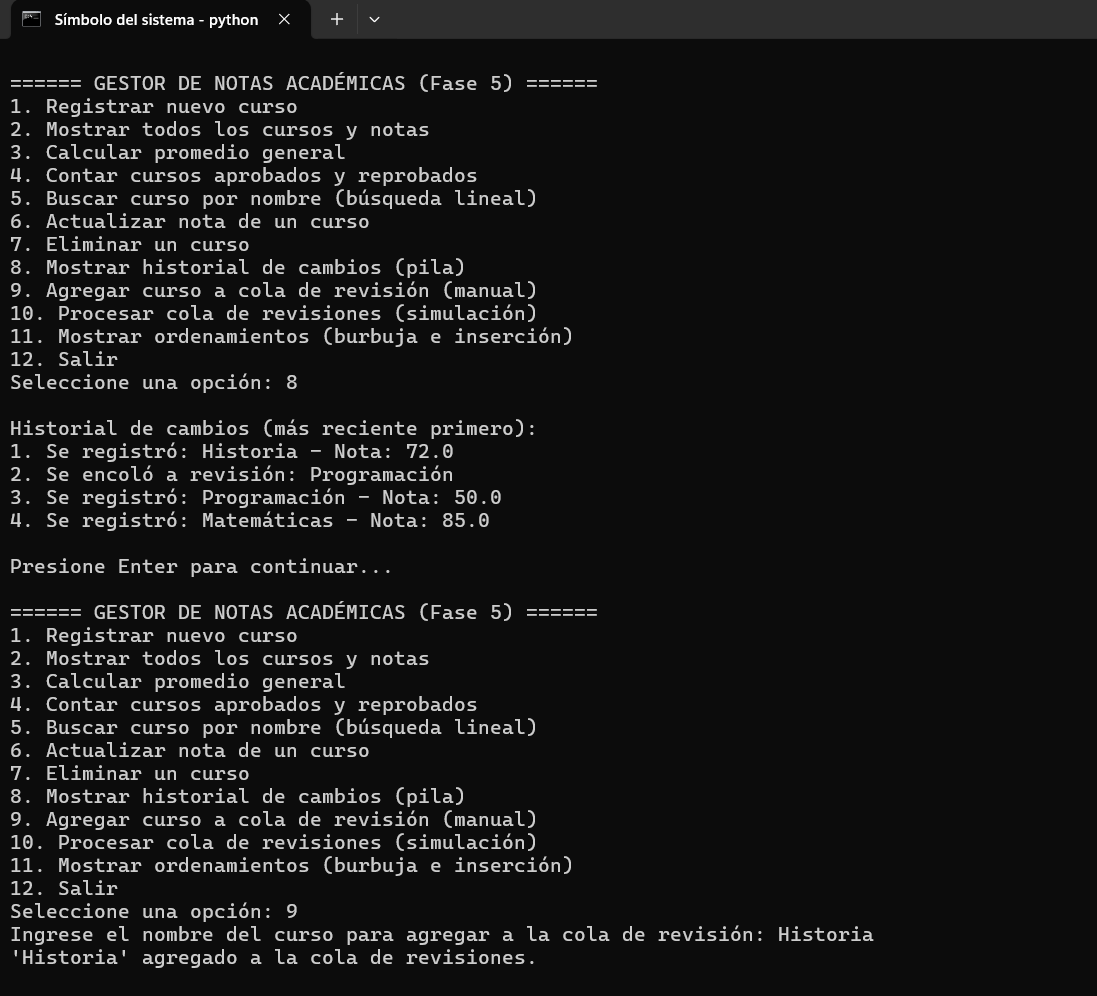 Símbolo del sistema - python
====== GESTOR DE NOTAS ACADÉMICAS (Fase 5) ======
1. Registrar nuevo curso
2. Mostrar todos los cursos y notas
3. Calcular promedio general
4. Contar cursos aprobados y reprobados
5. Buscar curso por nombre (búsqueda lineal)
6. Actualizar nota de un curso
7. Eliminar un curso
8. Mostrar historial de cambios (pila)
9. Agregar curso a cola de revisión (manual)
10. Procesar cola de revisiones (simulación)
11. Mostrar ordenamientos (burbuja e inserción)
12. Salir
Seleccione una opción: 8
Historial de cambios (más reciente primero):
1. Se registró: Historia – Nota: 72.0
2. Se encoló a revisión: Programación
3. Se registró: Programación – Nota: 50.0
4. Se registró: Matemáticas – Nota: 85.0
Presione Enter para continuar...
====== GESTOR DE NOTAS ACADÉMICAS (Fase 5) ======
1. Registrar nuevo curso
2. Mostrar todos los cursos y notas
3. Calcular promedio general
4. Contar cursos aprobados y reprobados
5. Buscar curso por nombre (búsqueda lineal)
6. Actualizar nota de un curso
7. Eliminar un curso
8. Mostrar historial de cambios (pila)
9. Agregar curso a cola de revisión (manual)
10. Procesar cola de revisiones (simulación)
11. Mostrar ordenamientos (burbuja e inserción)
12. Salir
Seleccione una opción: 9
Ingrese el nombre del curso para agregar a la cola de revisión: Historia
'Historia' agregado a la cola de revisiones.